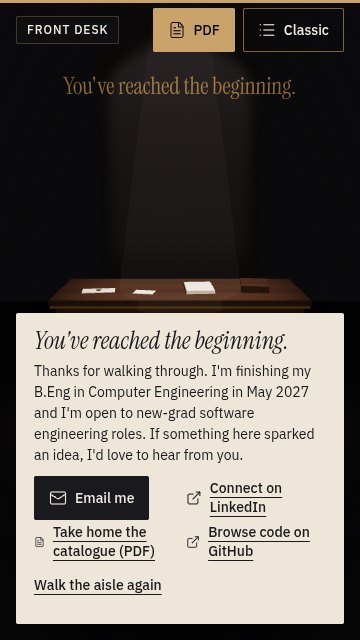 FRONT DESK
PDF
Classic
You've reached the beginning.
You've reached the beginning.
Thanks for walking through. I'm finishing my
B.Eng in Computer Engineering in May 2027
and I'm open to new-grad software
engineering roles. If something here sparked
an idea, I'd love to hear from you.
Email me
Connect on
LinkedIn
Take home the
catalogue (PDF)
Browse code on
GitHub
Walk the aisle again